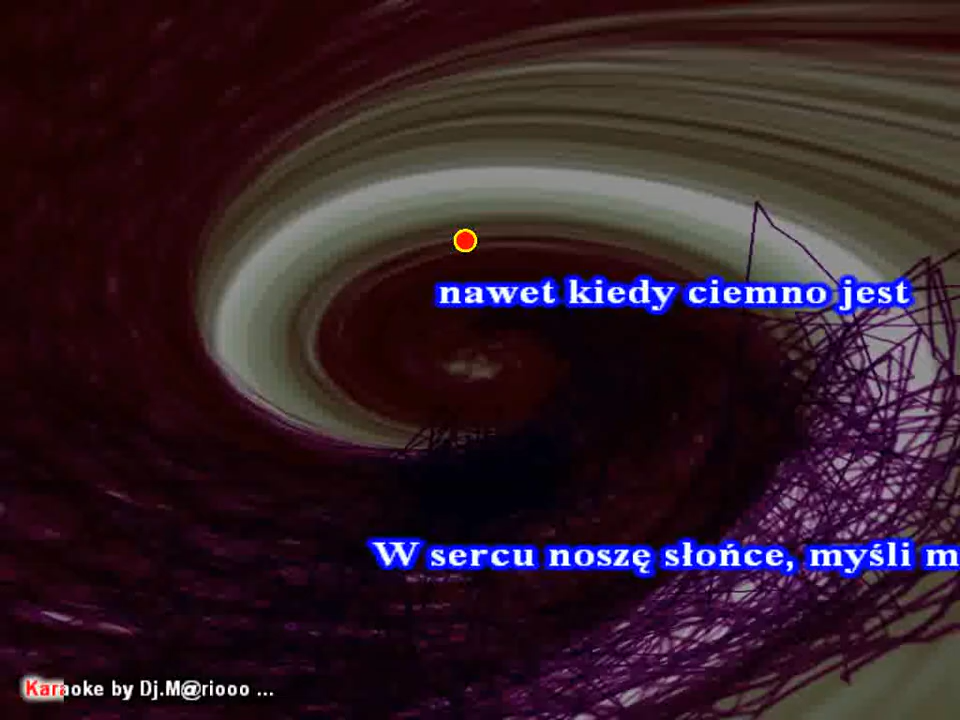 nawet kiedy ciemno jest
W sercu noszę słońce, myśli m
Karaoke by Dj.M@riooo ...